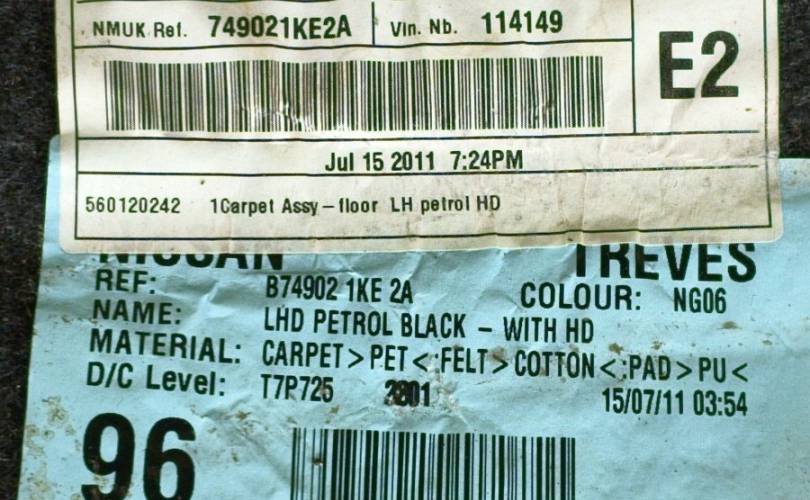 NMUK Ref. 749021KE2A Vin. Nb. 114149
E2
Jul 15 2011 7:24PM
560120242 1Carpet Assy-floor LH petrol HD
NISSAN TREVES
REF: B74902 1KE 2A COLOUR: NG06
NAME: LHD PETROL BLACK - WITH HD
MATERIAL: CARPET>PET<:FELT>COTTON<:PAD>PU<
D/C Level: T7P725 15/07/11 03:54
96